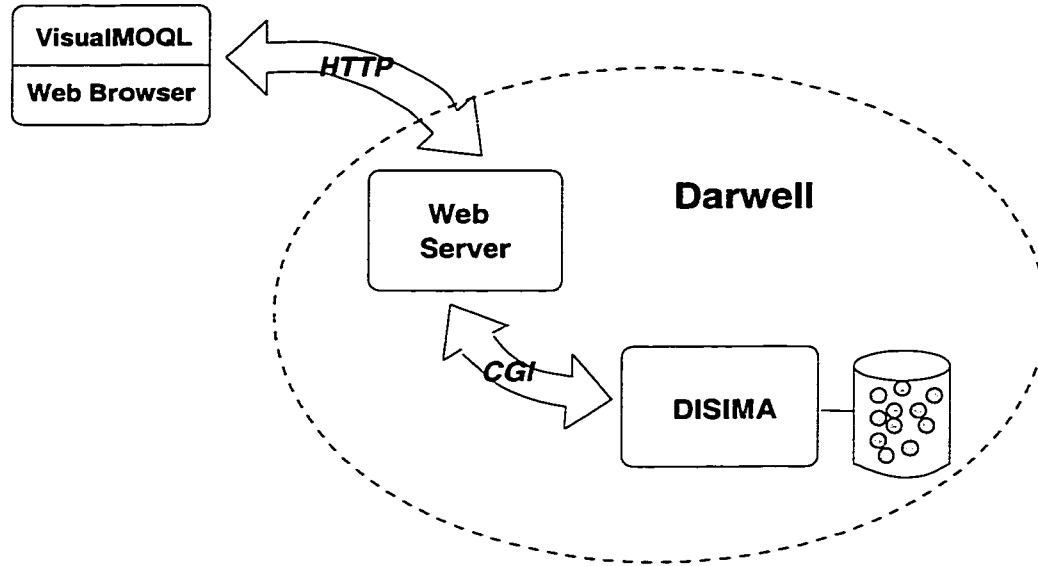 VisualMOQL
Web Browser
HTTP
Darwell
Web
Server
CGI
DISIMA